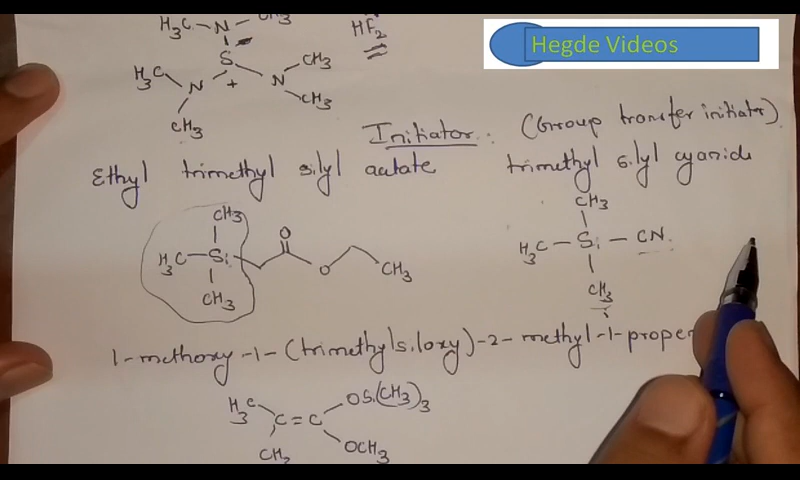 H3C N CH3
HF2
Hegde Videos
S
H3C N + N CH3
CH3
CH3
Initiator: (Group transfer initiator)
Ethyl trimethyl silyl acetate trimethyl silyl cyanide
CH3 CH3
H3C-Si O O CH3 H3C-Si-CN
CH3 CH3
1-methoxy-1-(trimethylsiloxy)-2-methyl-1-prope
H3C C=C OSi(CH3)3
CH3 OCH3